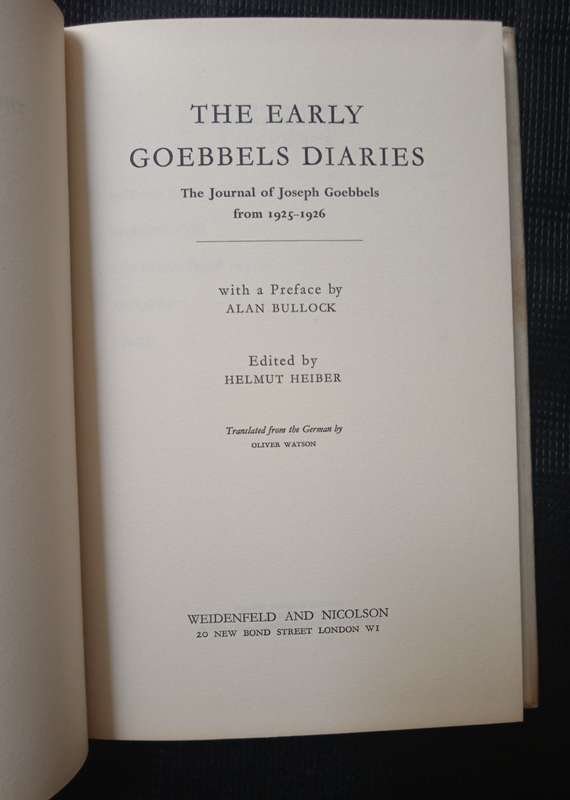 THE EARLY
GOEBBELS DIARIES
The Journal of Joseph Goebbels
from 1925-1926
with a Preface by
ALAN BULLOCK
Edited by
HELMUT HEIBER
Translated from the German by
OLIVER WATSON
WEIDENFELD AND NICOLSON
20 NEW BOND STREET LONDON W1